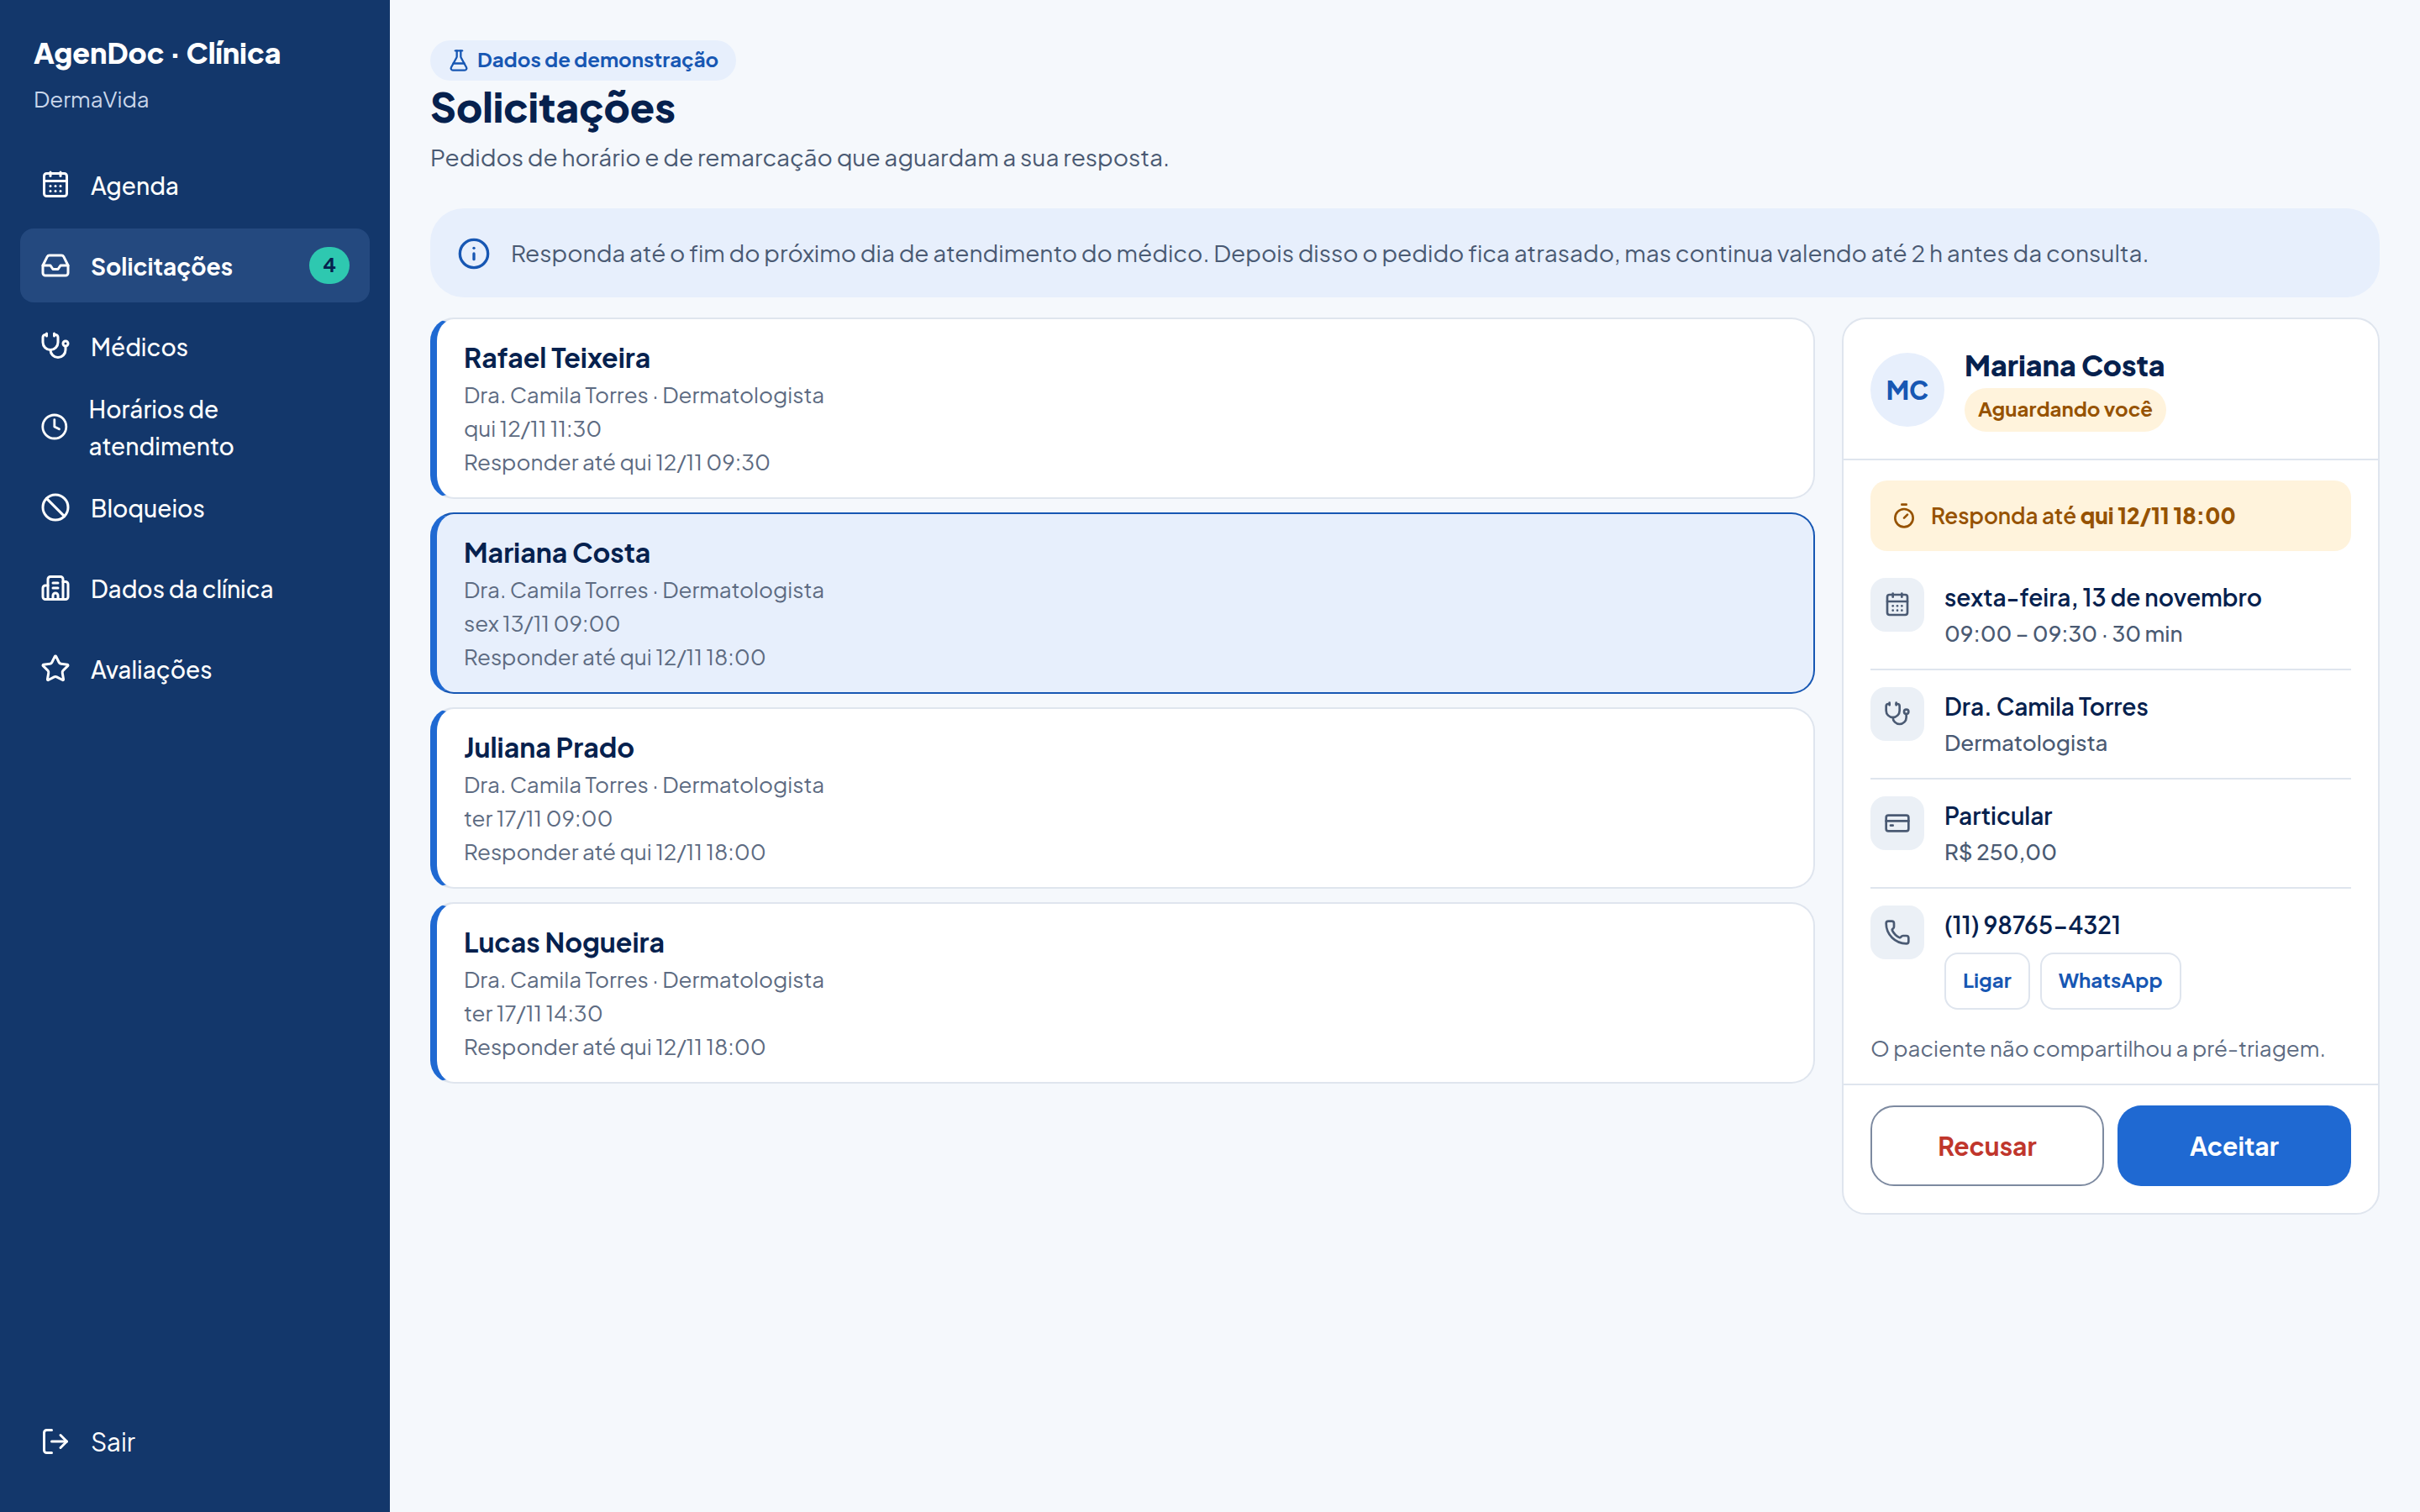 AgenDoc · Clínica
DermaVida
Agenda
Solicitações
4
Médicos
Horários de
atendimento
Bloqueios
Dados da clínica
Avaliações
Sair
Dados de demonstração
Solicitações
Pedidos de horário e de remarcação que aguardam a sua resposta.
Responda até o fim do próximo dia de atendimento do médico. Depois disso o pedido fica atrasado, mas continua valendo até 2 h antes da consulta.
Rafael Teixeira
Dra. Camila Torres · Dermatologista
qui 12/11 11:30
Responder até qui 12/11 09:30
Mariana Costa
Dra. Camila Torres · Dermatologista
sex 13/11 09:00
Responder até qui 12/11 18:00
Juliana Prado
Dra. Camila Torres · Dermatologista
ter 17/11 09:00
Responder até qui 12/11 18:00
Lucas Nogueira
Dra. Camila Torres · Dermatologista
ter 17/11 14:30
Responder até qui 12/11 18:00
MC
Mariana Costa
Aguardando você
Responda até qui 12/11 18:00
sexta-feira, 13 de novembro
09:00 – 09:30 · 30 min
Dra. Camila Torres
Dermatologista
Particular
R$ 250,00
(11) 98765-4321
Ligar
WhatsApp
O paciente não compartilhou a pré-triagem.
Recusar
Aceitar